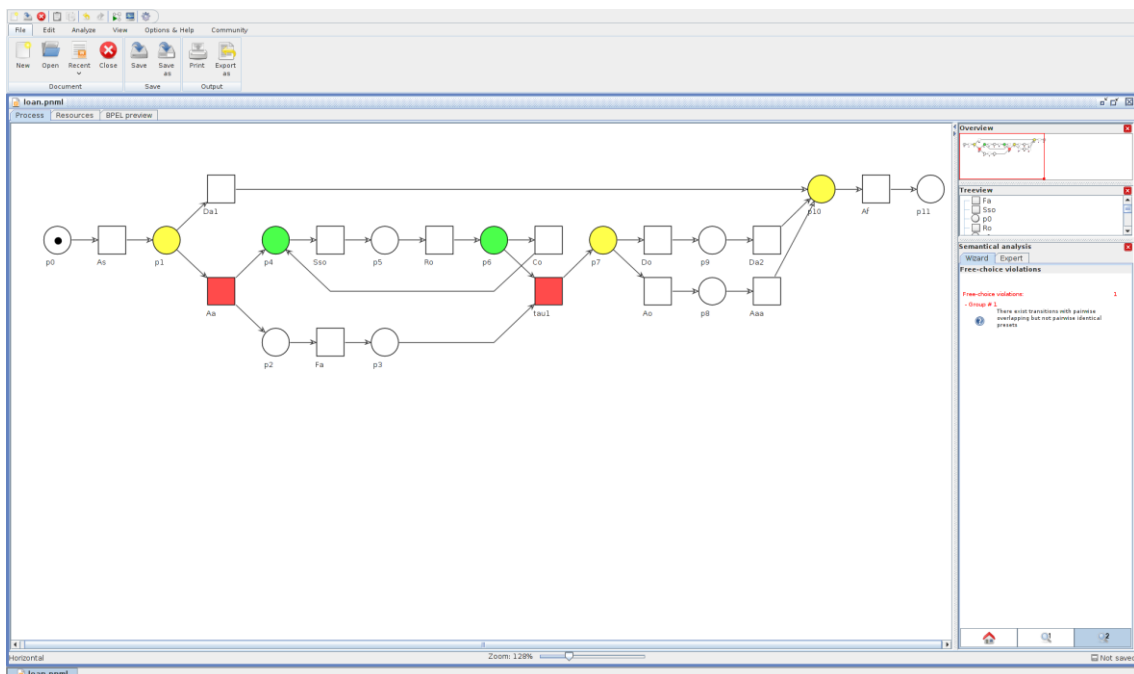 File Edit Analyze View Options & Help Community
New Open Recent Close Save Save as Print Export as
Document Save Output
loan.pnml
Process Resources BPEL preview
Overview
Treeview
Fa
Sso
p0
Ro
Semantical analysis
Wizard Expert
Free-choice violations
Free-choice violations: 1
- Group # 1
There exist transitions with pairwise
overlapping but not pairwise identical
presets
Da1 p10 Af p11
p0 As p1 p4 Sso p5 Ro p6 Co p7 Do p9 Da2
Aa tau1 Ao p8 Aaa
p2 Fa p3
Horizontal Zoom: 128% Not saved
loan.pnml